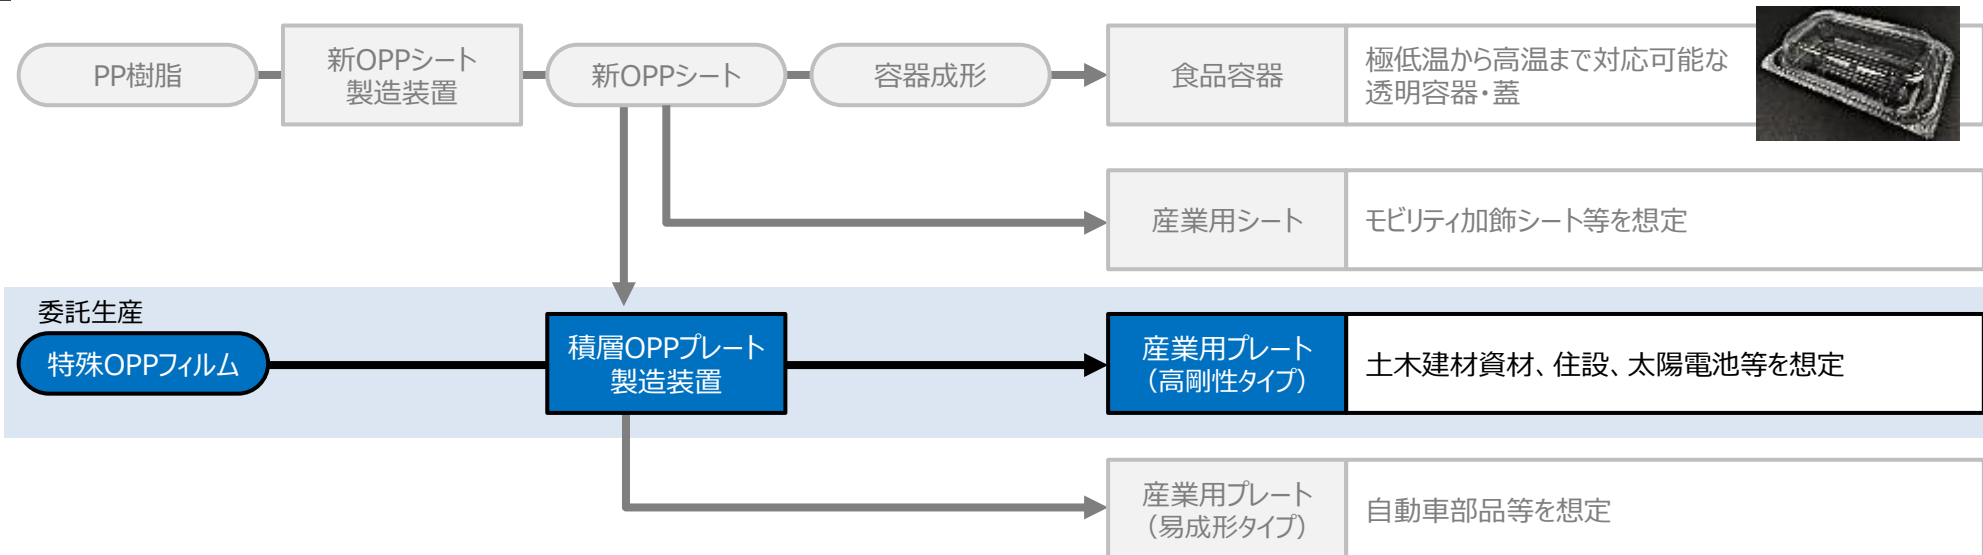 PP樹脂
新OPPシート
製造装置
新OPPシート
容器成形
食品容器
極低温から高温まで対応可能な
透明容器・蓋
産業用シート
モビリティ加飾シート等を想定
委託生産
特殊OPPフィルム
積層OPPプレート
製造装置
産業用プレート
（高剛性タイプ）
土木建材資材、住設、太陽電池等を想定
産業用プレート
（易成形タイプ）
自動車部品等を想定